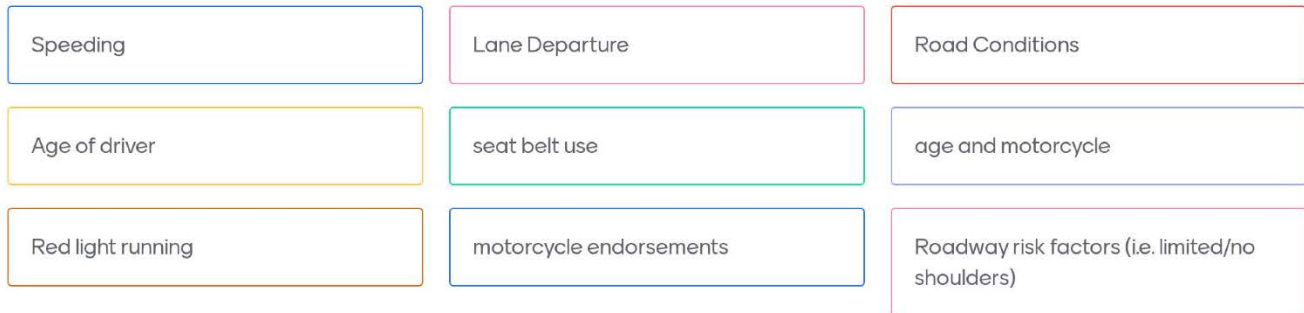 Speeding
Lane Departure
Road Conditions
Age of driver
seat belt use
age and motorcycle
Red light running
motorcycle endorsements
Roadway risk factors (i.e. limited/no
shoulders)